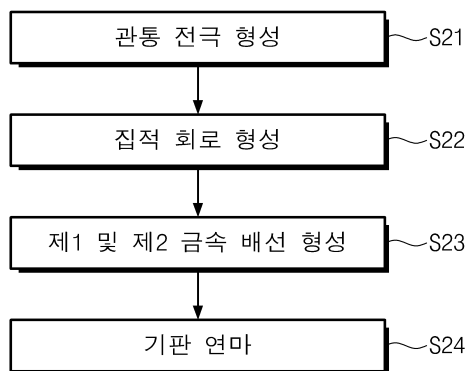 관통 전극 형성 S21
집적 회로 형성 S22
제1 및 제2 금속 배선 형성 S23
기판 연마 S24